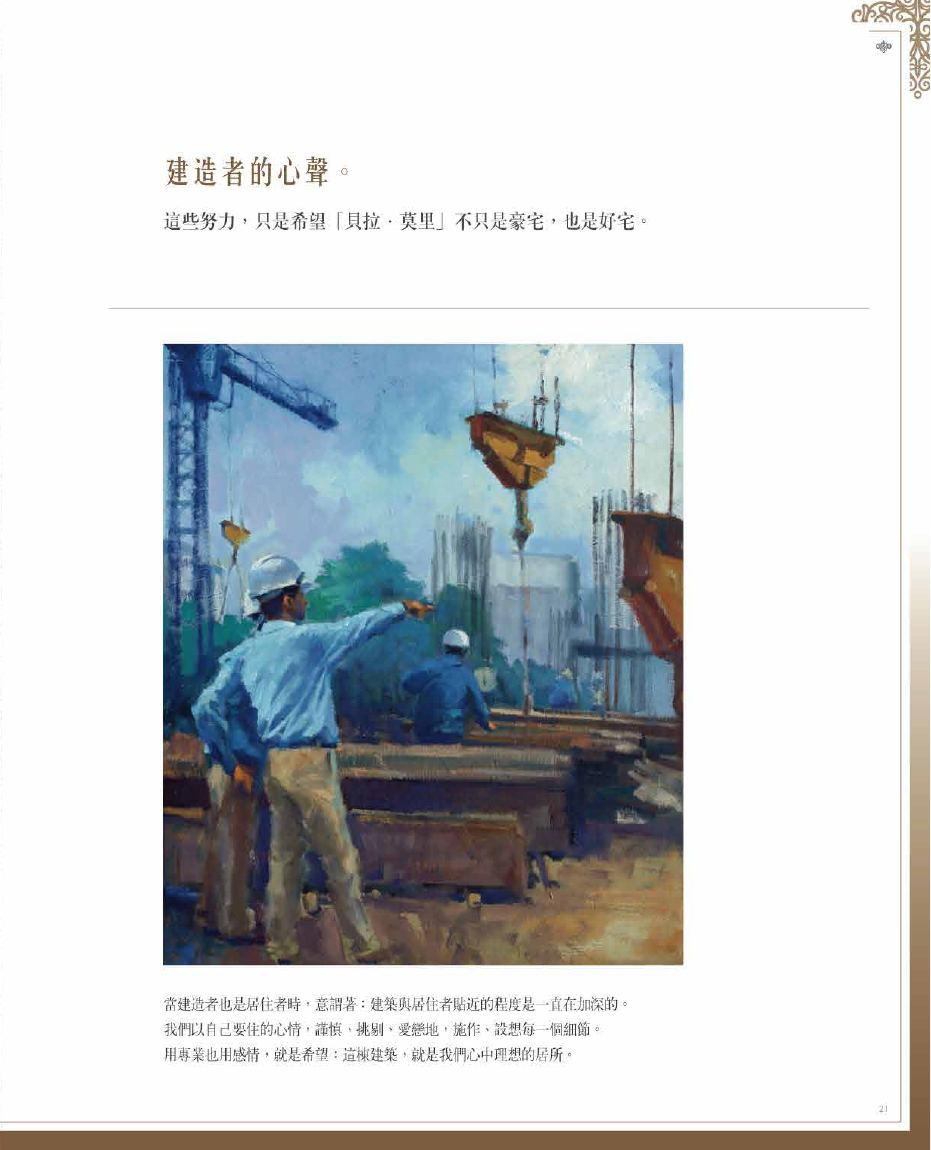 建造者的心聲。
這些努力，只是希望「貝拉．莫里」不只是豪宅，也是好宅。
當建造者也是居住者時，意謂著：建築與居住者貼近的程度是一直在加深的。
我們以自己要住的心情，謹慎、挑剔、愛戀地，施作、設想每一個細節。
用專業也用感情，就是希望：這棟建築，就是我們心中理想的居所。
21